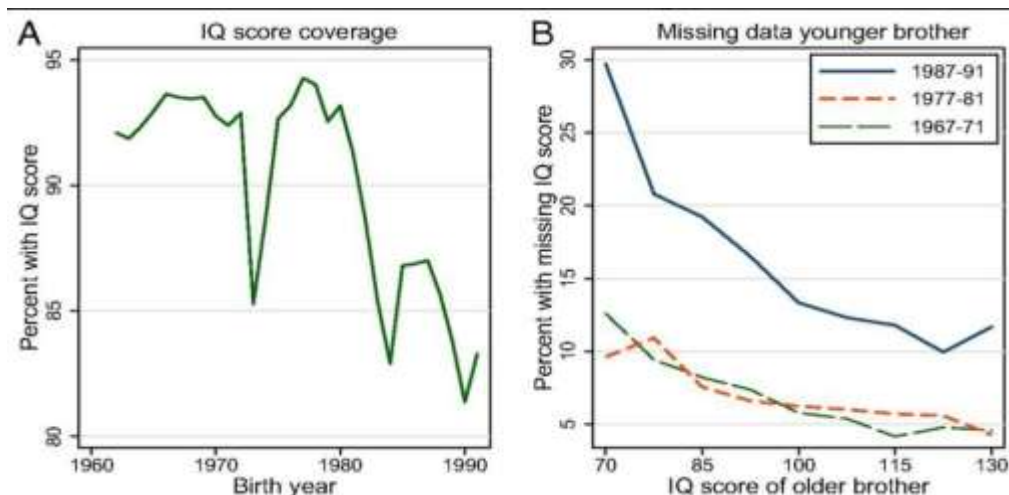 A
IQ score coverage
Percent with IQ score
95
90
85
80
1960
1970
1980
1990
Birth year
B
Missing data younger brother
Percent with missing IQ score
30
25
20
15
10
5
1987-91
1977-81
1967-71
70
85
100
115
130
IQ score of older brother